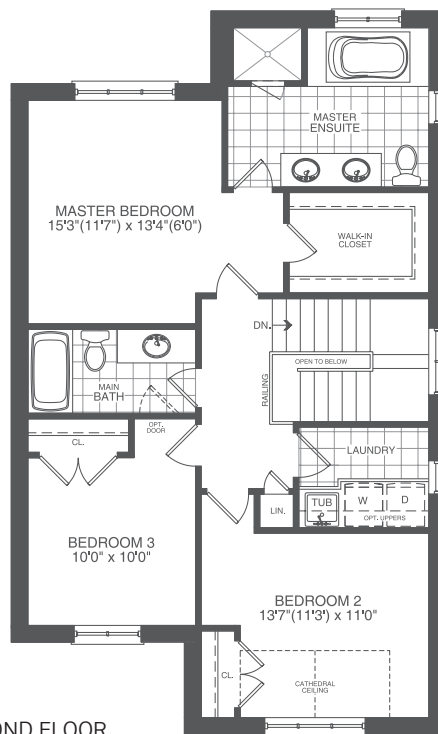 MASTER
ENSUITE
MASTER BEDROOM
15'3"(11'7") x 13'4"(6'0")
WALK-IN
CLOSET
DN.
OPEN TO BELOW
RAILING
MAIN
BATH
OPT.
DOOR
CL.
LAUNDRY
TUB
W
D
OPT. UPPERS
LIN.
BEDROOM 3
10'0" x 10'0"
BEDROOM 2
13'7"(11'3') x 11'0"
CL.
CATHEDRAL
CEILING
OND FLOOR